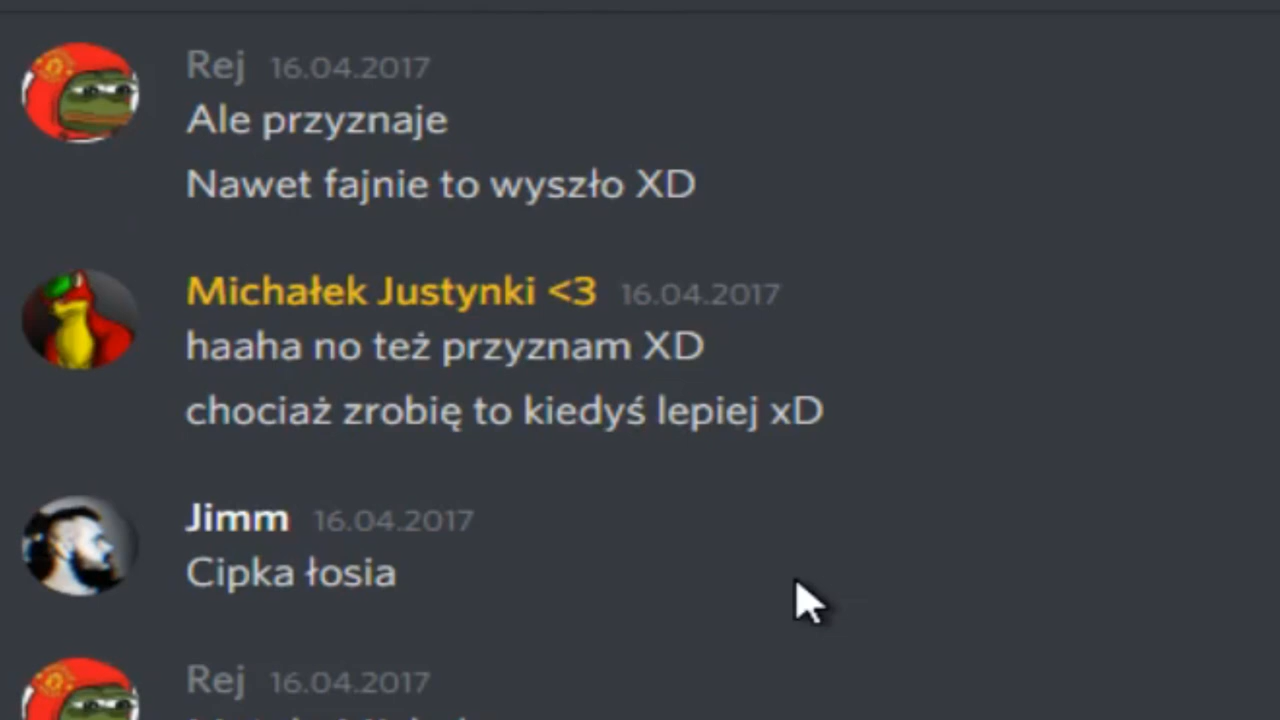 Rej 16.04.2017
Ale przyznaje
Nawet fajnie to wyszło XD
Michałek Justynki <3 16.04.2017
haaha no też przyznam XD
chociaż zrobię to kiedyś lepiej xD
Jimm 16.04.2017
Cipka łosia
Rej 16.04.2017